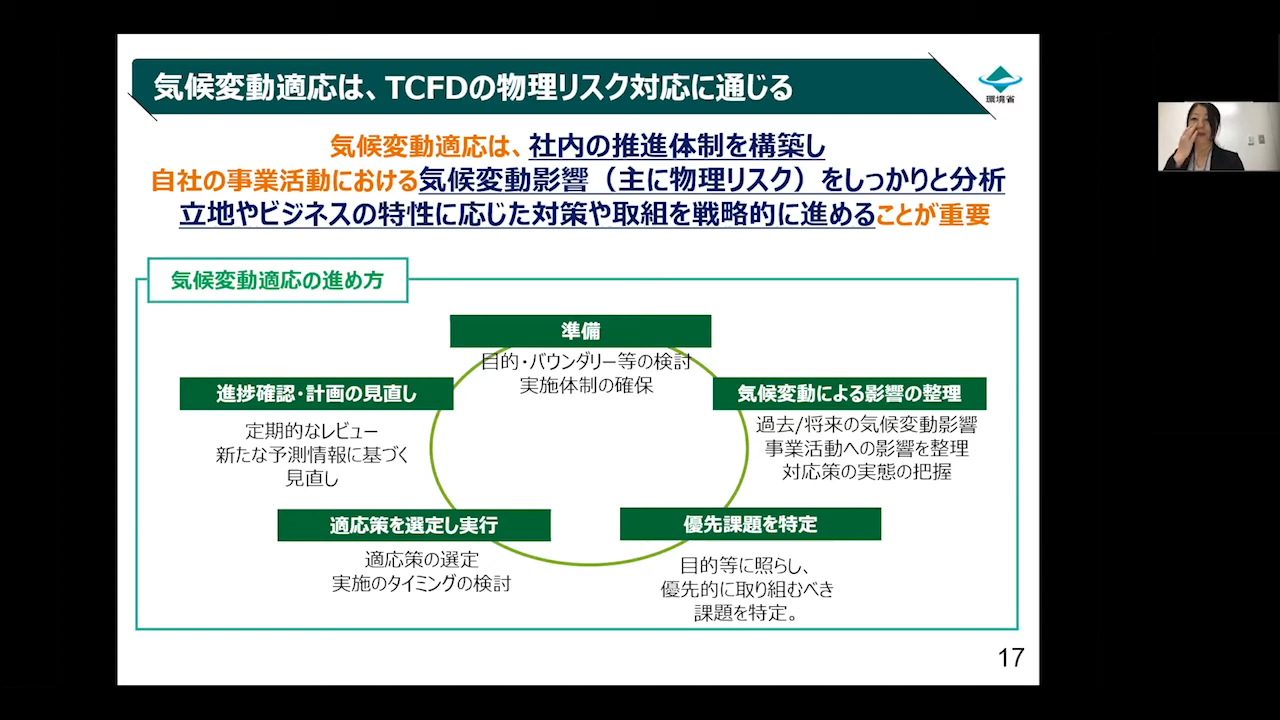 気候変動適応は、TCFDの物理リスク対応に通じる
環境省
気候変動適応は、社内の推進体制を構築し
自社の事業活動における気候変動影響（主に物理リスク）をしっかりと分析
立地やビジネスの特性に応じた対策や取組を戦略的に進めることが重要
気候変動適応の進め方
準備
目的・バウンダリー等の検討
実施体制の確保
気候変動による影響の整理
過去/将来の気候変動影響
事業活動への影響を整理
対応策の実態の把握
優先課題を特定
目的等に照らし、
優先的に取り組むべき
課題を特定。
適応策を選定し実行
適応策の選定
実施のタイミングの検討
進捗確認・計画の見直し
定期的なレビュー
新たな予測情報に基づく
見直し
17